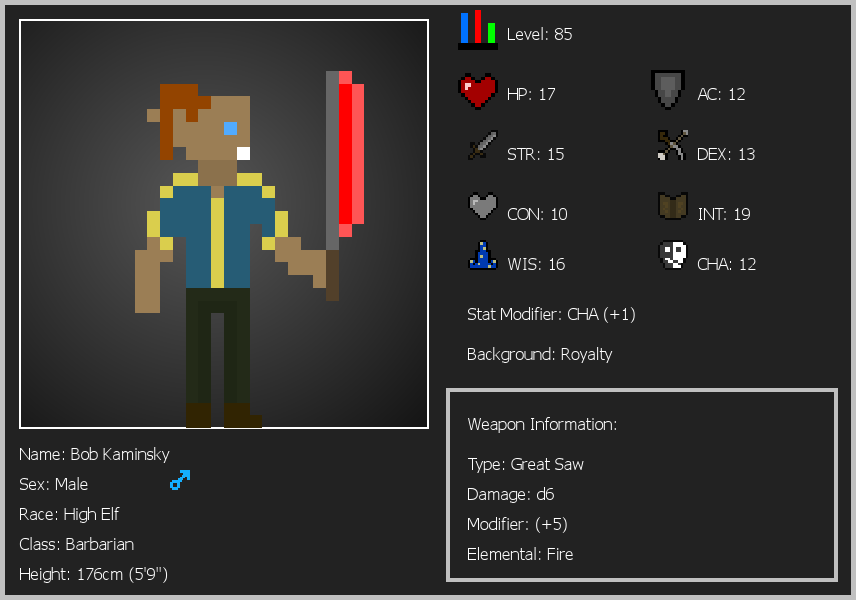 Level: 85
HP: 17
AC: 12
STR: 15
DEX: 13
CON: 10
INT: 19
WIS: 16
CHA: 12
Stat Modifier: CHA (+1)
Background: Royalty
Weapon Information:
Type: Great Saw
Damage: d6
Modifier: (+5)
Elemental: Fire
Name: Bob Kaminsky
Sex: Male
Race: High Elf
Class: Barbarian
Height: 176cm (5'9")